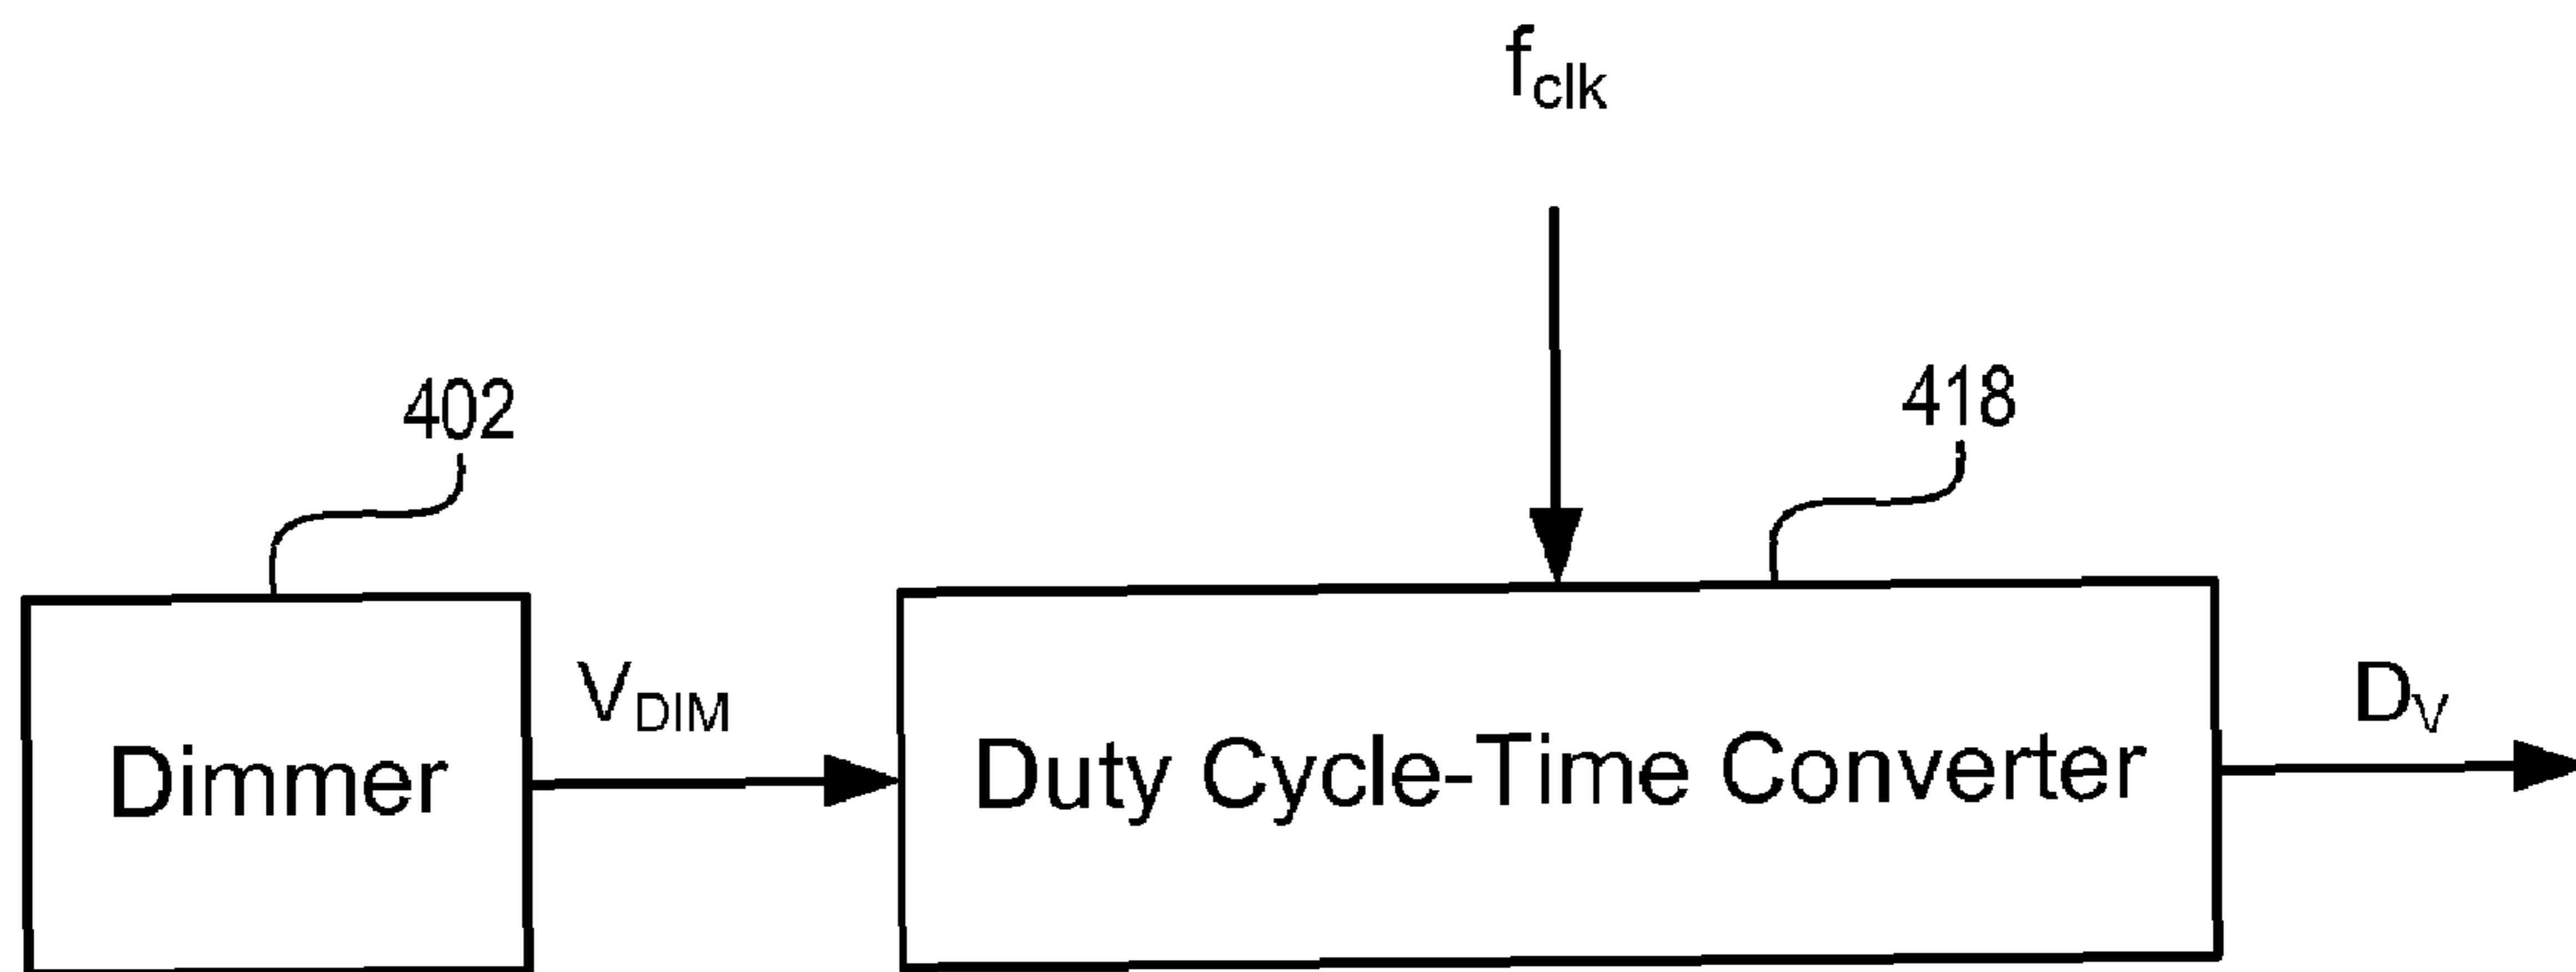 fclk
402
418
Dimmer
VDIM
Duty Cycle-Time Converter
DV